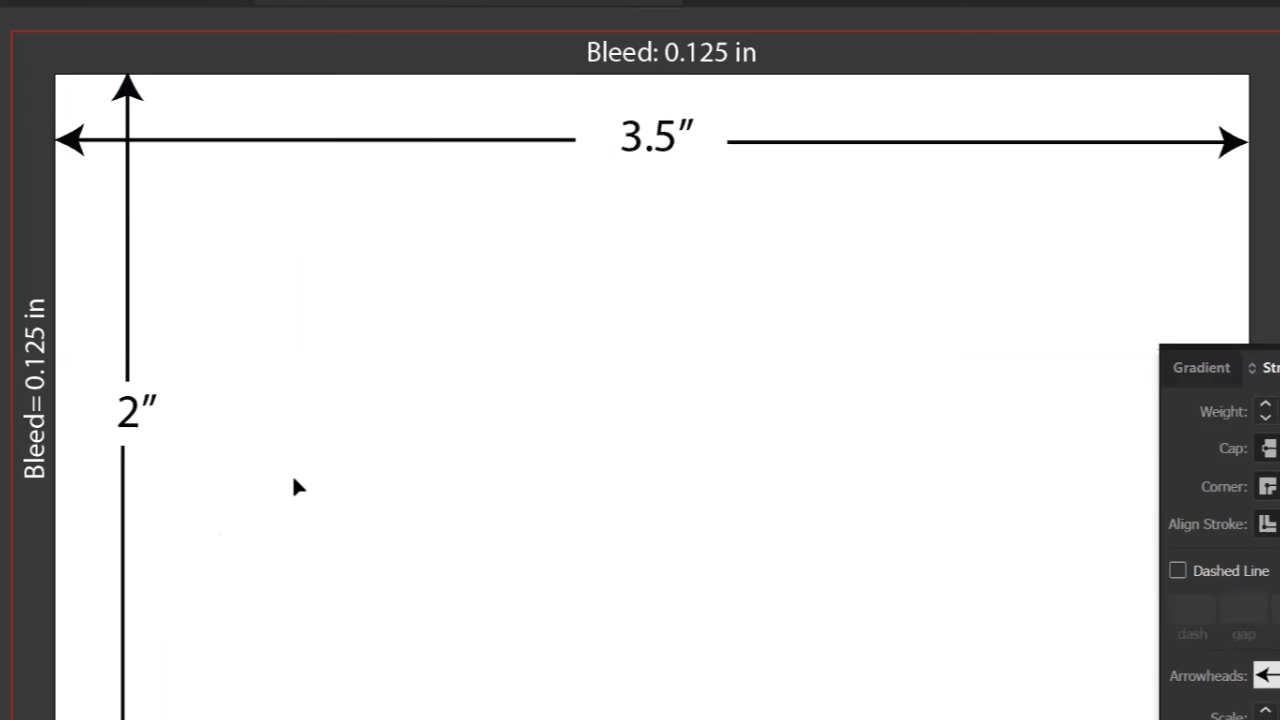 Bleed: 0.125 in
3.5”
Bleed= 0.125 in
2”
Gradient
Weight:
Cap:
Corner:
Align Stroke:
Dashed Line
dash gap
Arrowheads:
Scale: